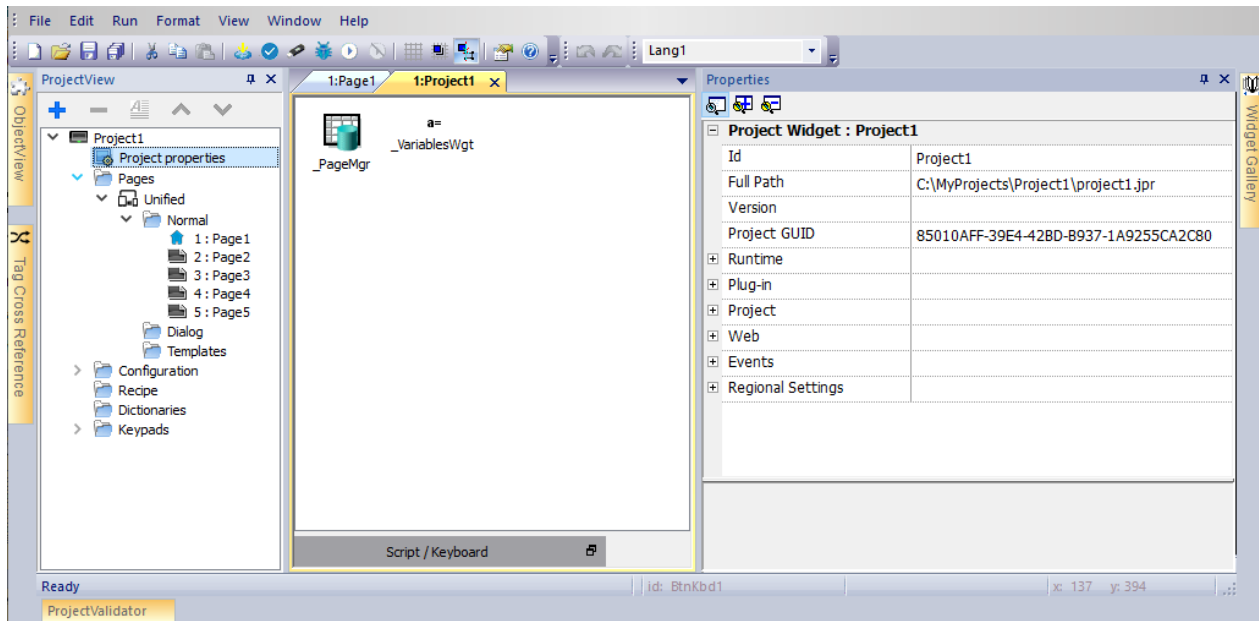 File Edit Run Format View Window Help
Lang1
ObjectView
Tag Cross Reference
ProjectView
Project1
Project properties
Pages
Unified
Normal
1 : Page1
2 : Page2
3 : Page3
4 : Page4
5 : Page5
Dialog
Templates
Configuration
Recipe
Dictionaries
Keypads
1:Page1 1:Project1
_PageMgr
a=
_VariablesWgt
Script / Keyboard
Properties
Project Widget : Project1
Id Project1
Full Path C:\MyProjects\Project1\project1.jpr
Version
Project GUID 85010AFF-39E4-42BD-B937-1A9255CA2C80
Runtime
Plug-in
Project
Web
Events
Regional Settings
Widget Gallery
Ready id: BtnKbd1 x: 137 y: 394
ProjectValidator